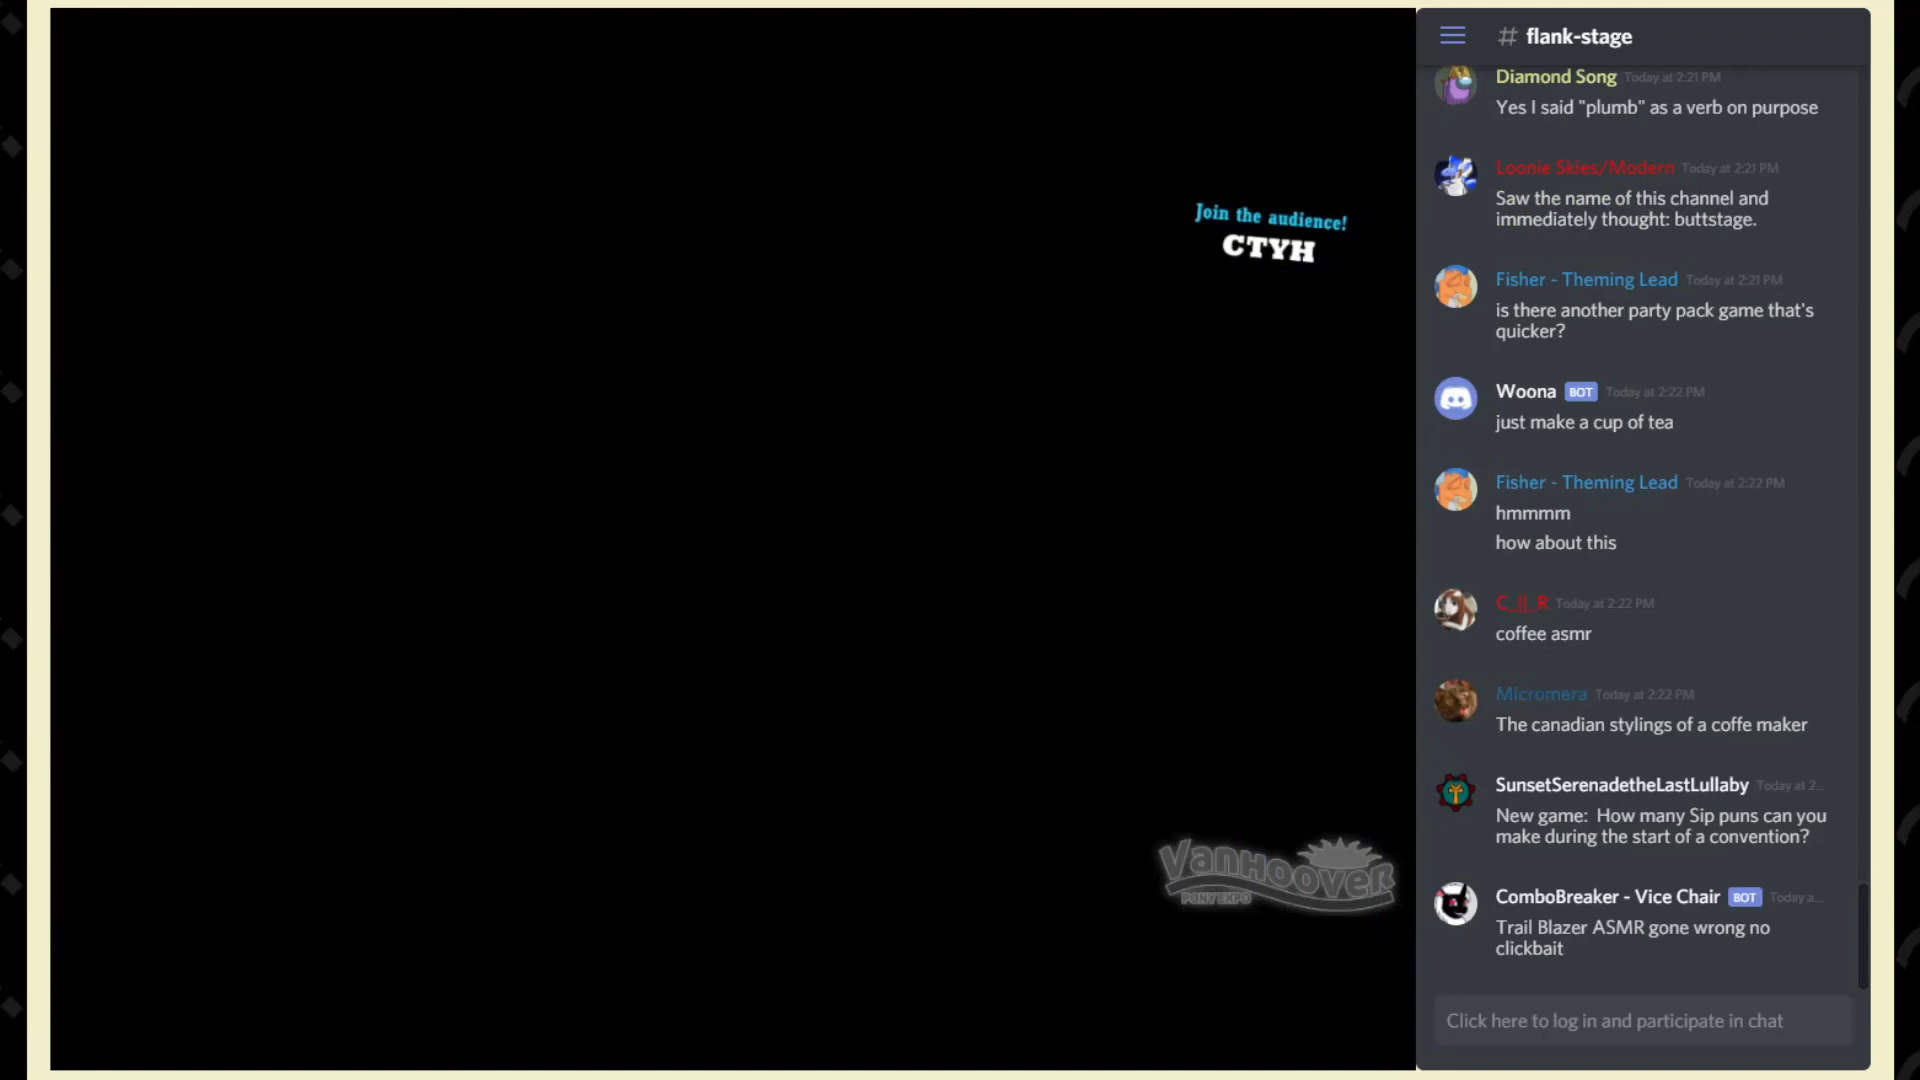 Join the audience!
CTYH
VANHOOVER
PONY EXPO
# flank-stage
Diamond Song Today at 2:21 PM
Yes I said "plumb" as a verb on purpose
Loonie Skies/Modern Today at 2:21 PM
Saw the name of this channel and
immediately thought: buttstage.
Fisher - Theming Lead Today at 2:21 PM
is there another party pack game that's
quicker?
Woona BOT Today at 2:22 PM
just make a cup of tea
Fisher - Theming Lead Today at 2:22 PM
hmmmm
how about this
C_II_R Today at 2:22 PM
coffee asmr
Micromera Today at 2:22 PM
The canadian stylings of a coffe maker
SunsetSerenadetheLastLullaby Today at 2...
New game: How many Sip puns can you
make during the start of a convention?
ComboBreaker - Vice Chair BOT Today a...
Trail Blazer ASMR gone wrong no
clickbait
Click here to log in and participate in chat